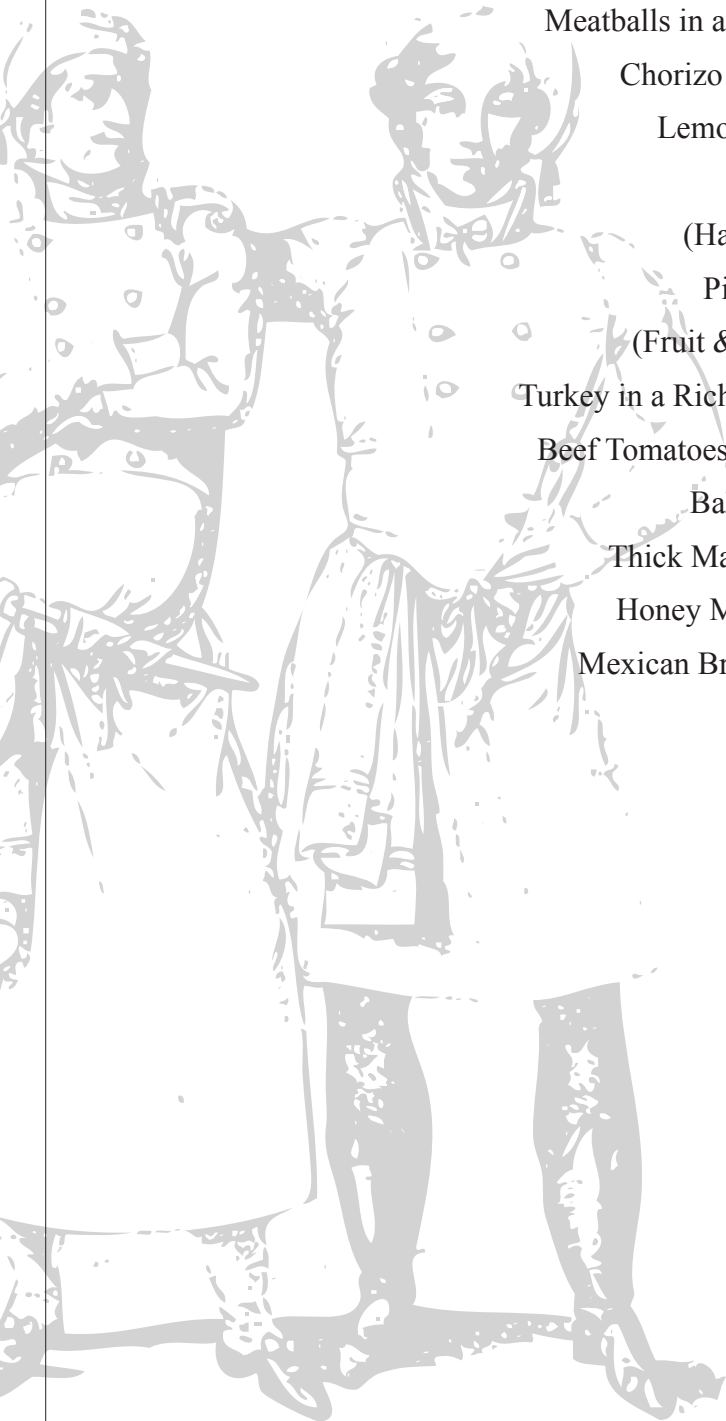 Meatballs in a
Chorizo
Lemo
(Ha
Pi
(Fruit &
Turkey in a Rich
Beef Tomatoes
Ba
Thick Ma
Honey M
Mexican Br